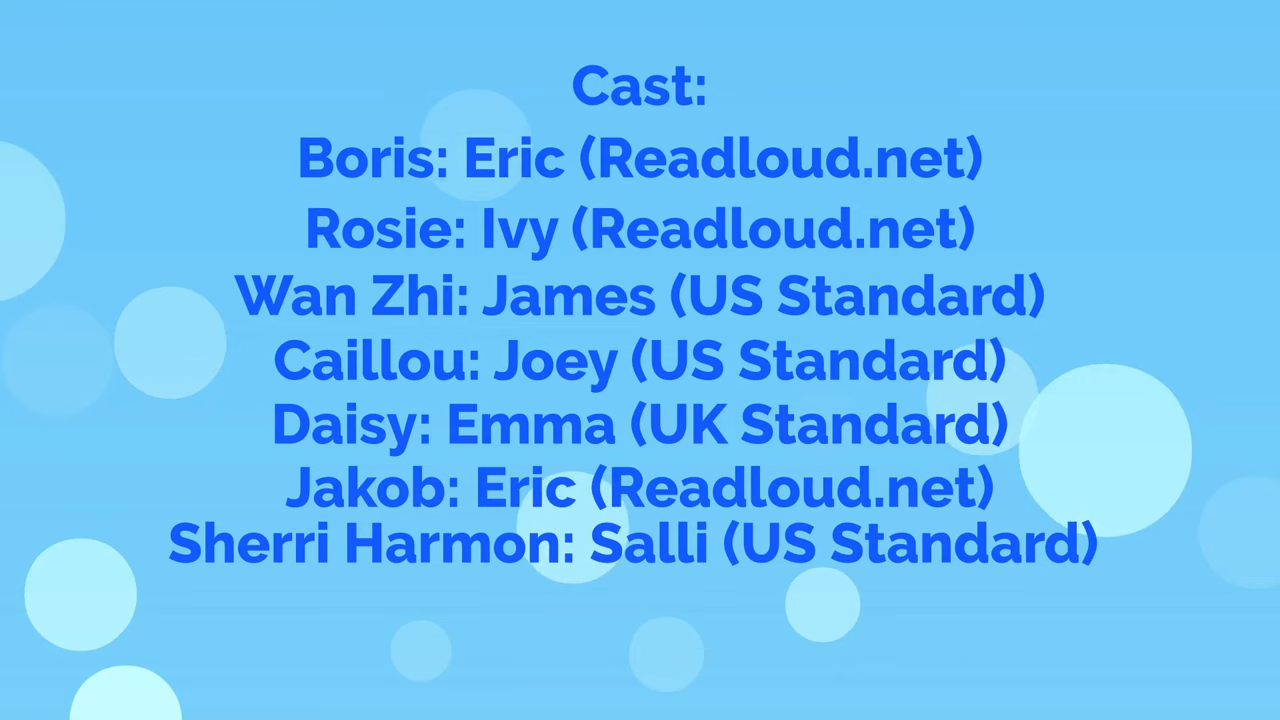 Cast:
Boris: Eric (Readloud.net)
Rosie: Ivy (Readloud.net)
Wan Zhi: James (US Standard)
Caillou: Joey (US Standard)
Daisy: Emma (UK Standard)
Jakob: Eric (Readloud.net)
Sherri Harmon: Salli (US Standard)